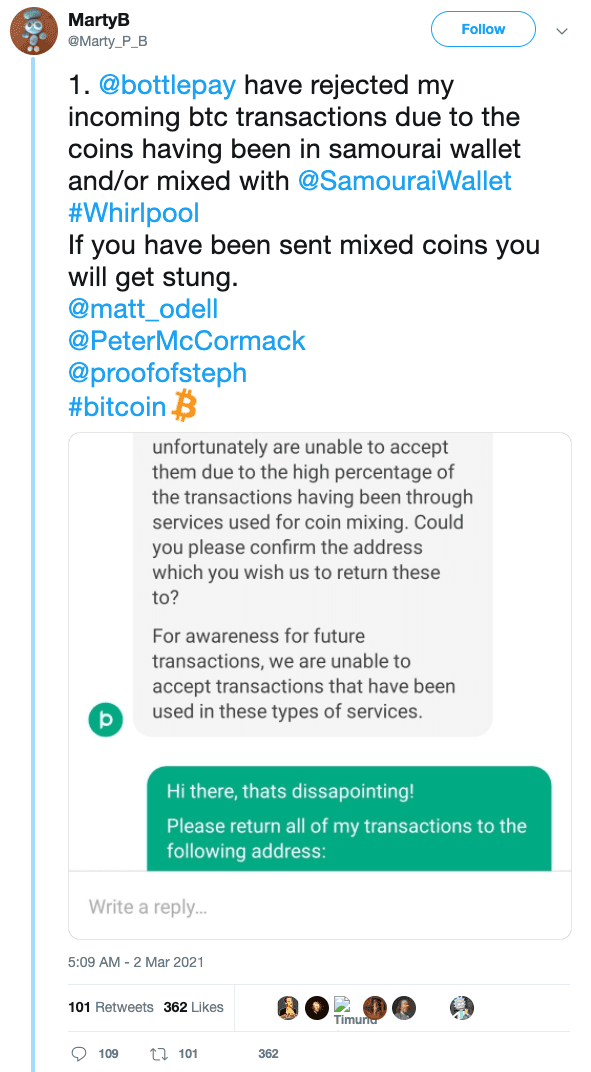 MartyB
@Marty_P_B
Follow
1. @bottlepay have rejected my
incoming btc transactions due to the
coins having been in samourai wallet
and/or mixed with @SamouraiWallet
#Whirlpool
If you have been sent mixed coins you
will get stung.
@matt_odell
@PeterMcCormack
@proofofsteph
#bitcoin
unfortunately are unable to accept
them due to the high percentage of
the transactions having been through
services used for coin mixing. Could
you please confirm the address
which you wish us to return these
to?
For awareness for future
transactions, we are unable to
accept transactions that have been
used in these types of services.
Hi there, thats dissapointing!
Please return all of my transactions to the
following address:
Write a reply...
5:09 AM - 2 Mar 2021
101 Retweets 362 Likes
109 101 362